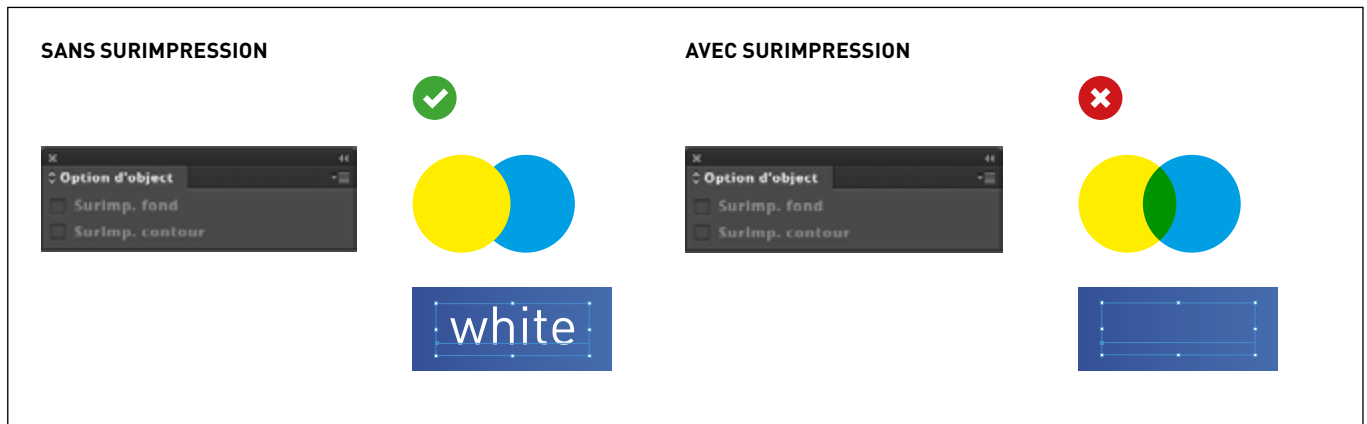 SANS SURIMPRESSION
Option d'object
Surimp. fond
Surimp. contour
white
AVEC SURIMPRESSION
Option d'object
Surimp. fond
Surimp. contour